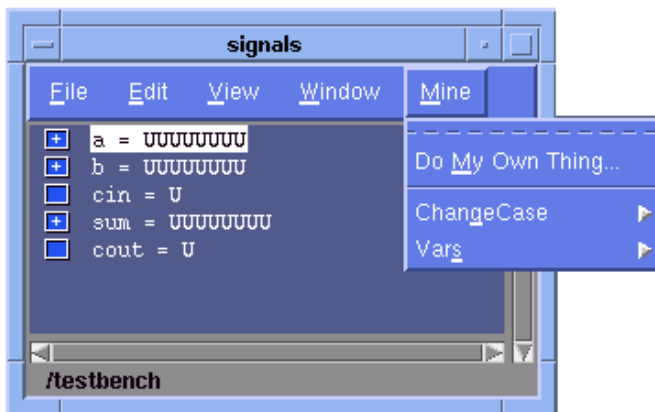 signals
File Edit View Window Mine
a = UUUUUUUU
b = UUUUUUUU
cin = U
sum = UUUUUUUU
cout = U
Do My Own Thing...
ChangeCase
Vars
/testbench